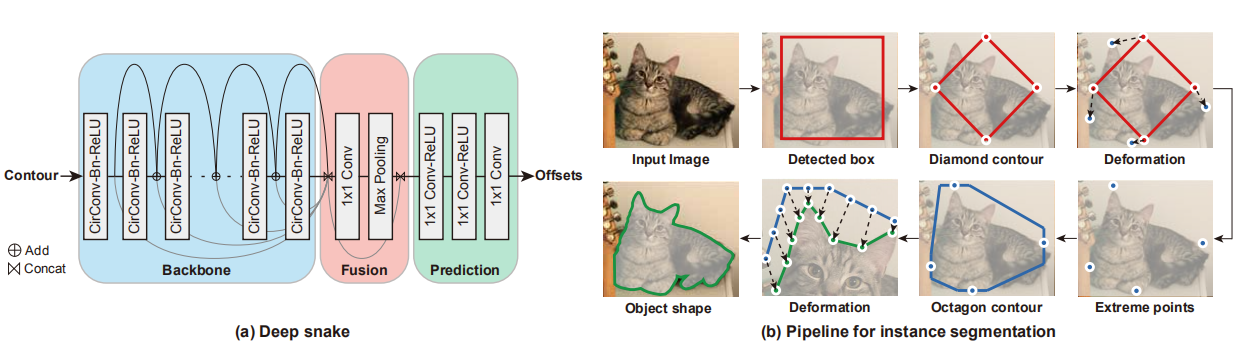 Contour
CirConv-Bn-ReLU
CirConv-Bn-ReLU
CirConv-Bn-ReLU
CirConv-Bn-ReLU
CirConv-Bn-ReLU
1x1 Conv
Max Pooling
1x1 Conv-ReLU
1x1 Conv-ReLU
1x1 Conv
Offsets
Add
Concat
Backbone
Fusion
Prediction
(a) Deep snake
Input Image
Detected box
Diamond contour
Deformation
Object shape
Deformation
Octagon contour
Extreme points
(b) Pipeline for instance segmentation